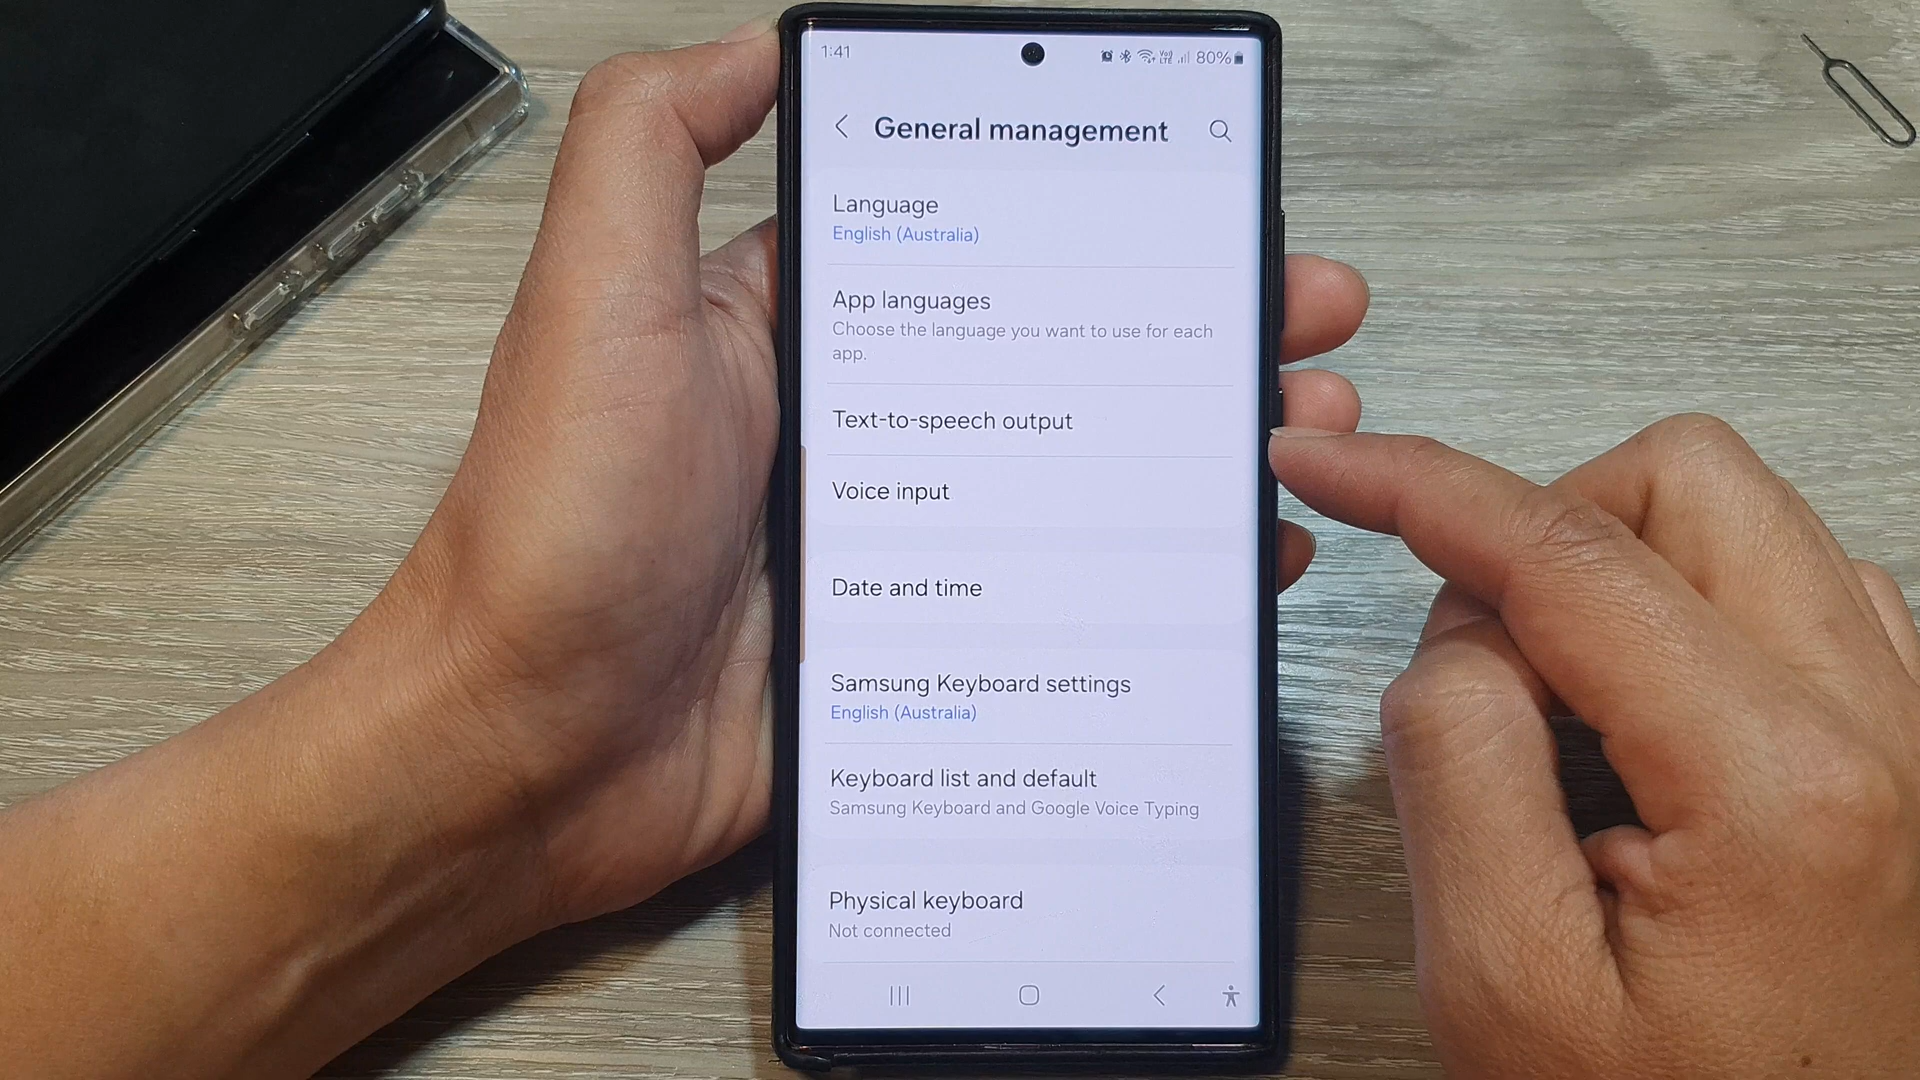 1:41
80%
General management
Language
English (Australia)
App languages
Choose the language you want to use for each
app.
Text-to-speech output
Voice input
Date and time
Samsung Keyboard settings
English (Australia)
Keyboard list and default
Samsung Keyboard and Google Voice Typing
Physical keyboard
Not connected